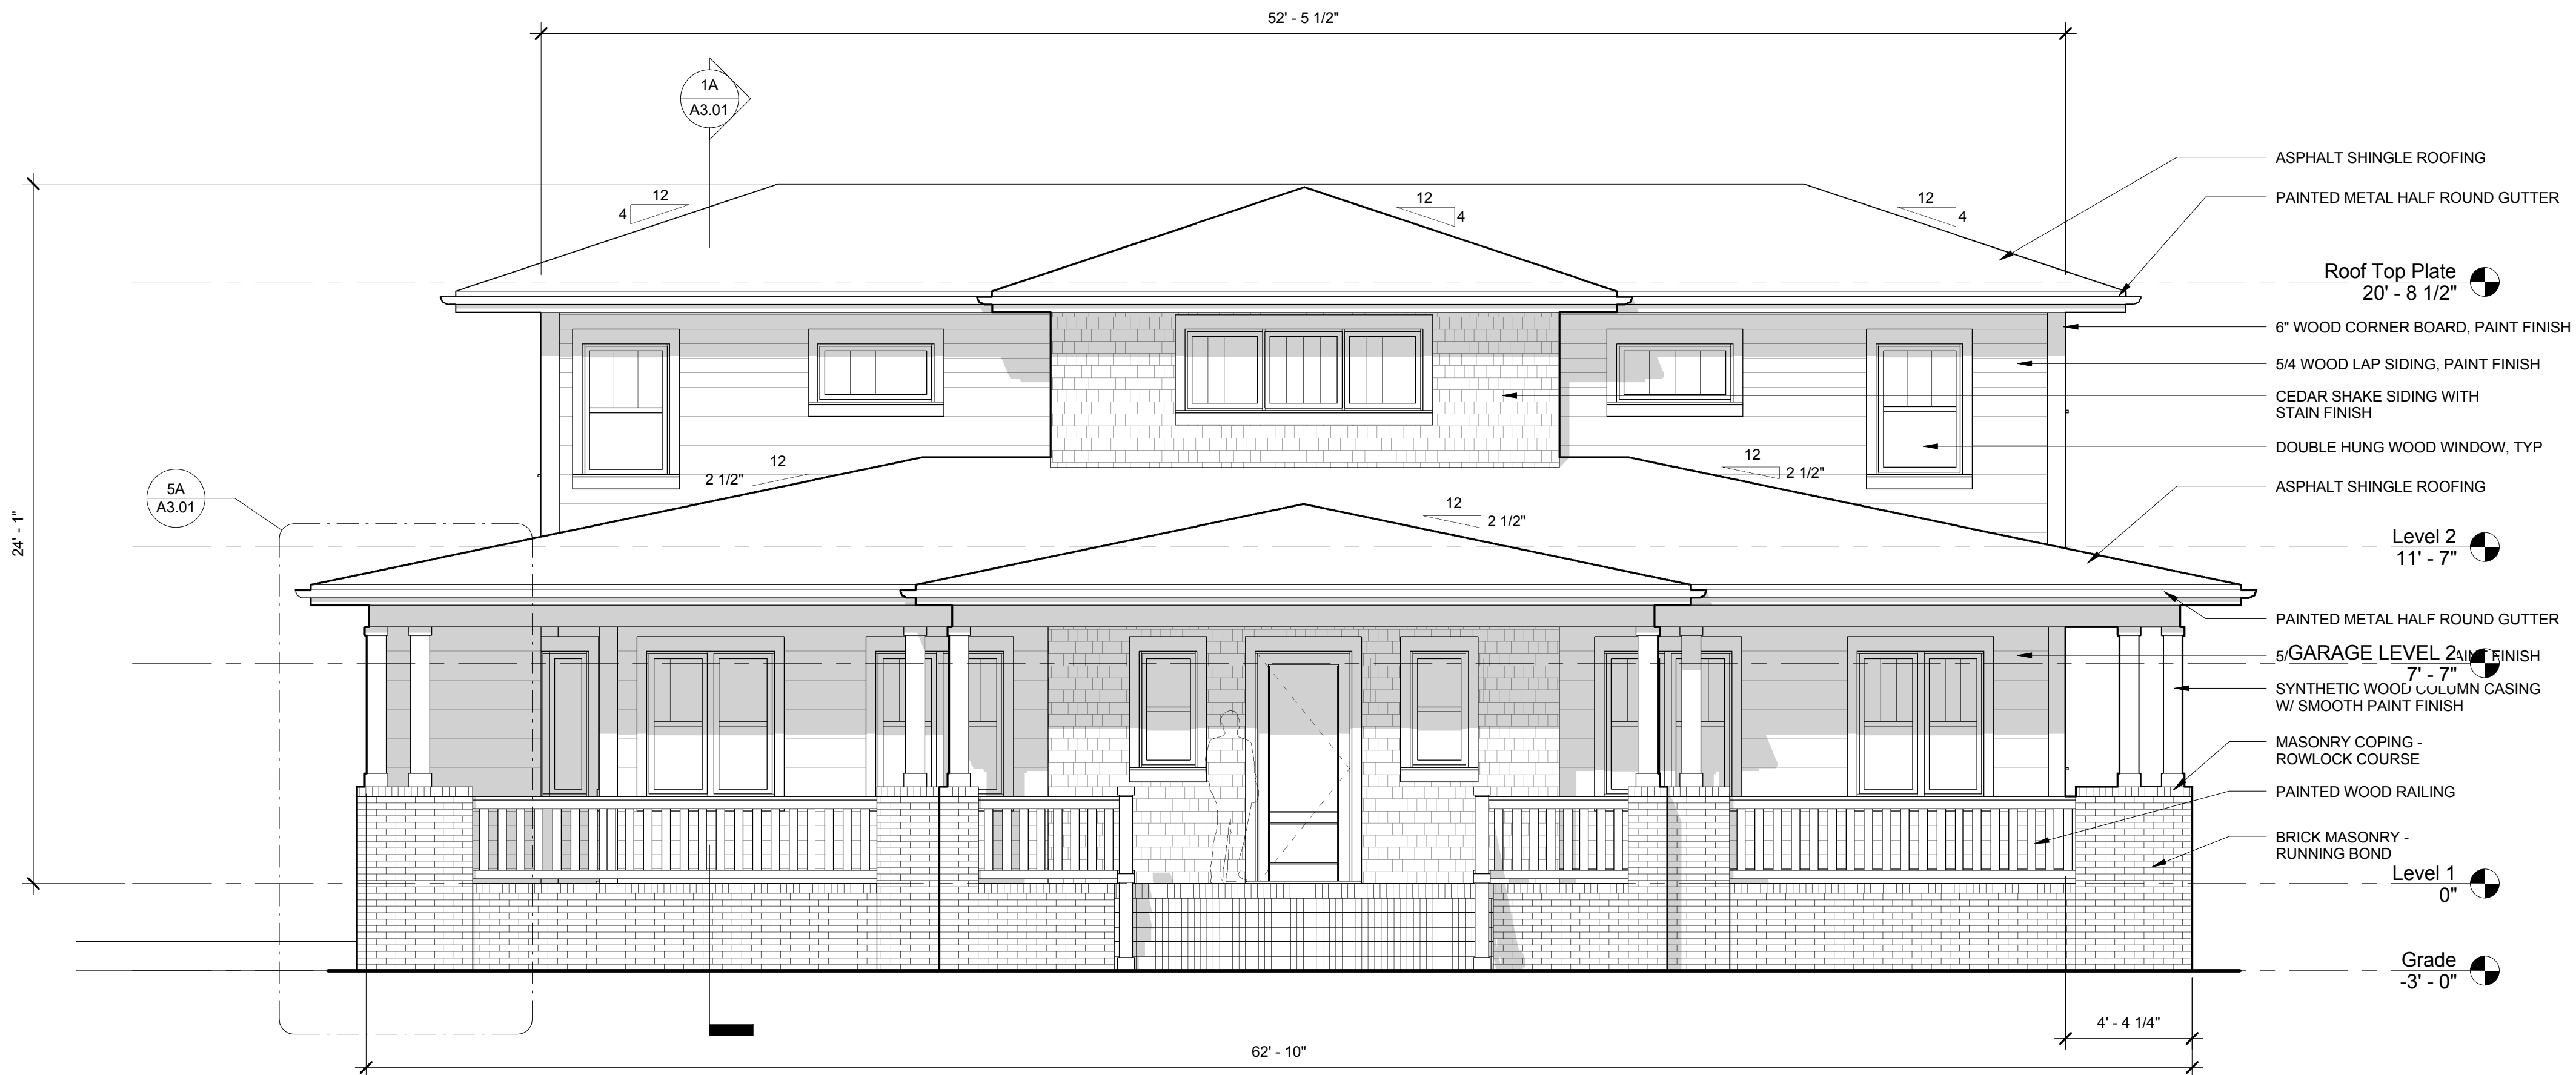 52' - 5 1/2"
1A
A3.01
12
4
12
4
12
4
ASPHALT SHINGLE ROOFING
PAINTED METAL HALF ROUND GUTTER
Roof Top Plate
20' - 8 1/2"
6" WOOD CORNER BOARD, PAINT FINISH
5/4 WOOD LAP SIDING, PAINT FINISH
CEDAR SHAKE SIDING WITH
STAIN FINISH
DOUBLE HUNG WOOD WINDOW, TYP
12
2 1/2"
12
2 1/2"
12
2 1/2"
ASPHALT SHINGLE ROOFING
5A
A3.01
24' - 1"
Level 2
11' - 7"
PAINTED METAL HALF ROUND GUTTER
5/ FINISH
GARAGE LEVEL 2
7' - 7"
SYNTHETIC WOOD COLUMN CASING
W/ SMOOTH PAINT FINISH
MASONRY COPING -
ROWLOCK COURSE
PAINTED WOOD RAILING
BRICK MASONRY -
RUNNING BOND
Level 1
0"
Grade
-3' - 0"
4' - 4 1/4"
62' - 10"